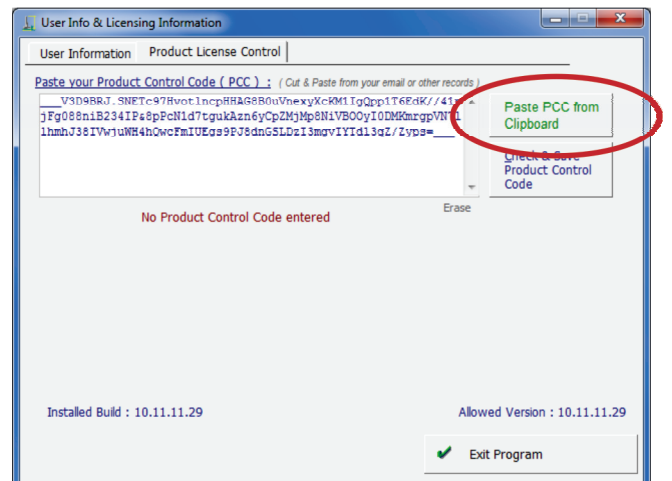 User Info & Licensing Information
User Information Product License Control
Paste your Product Control Code ( PCC ) : ( Cut & Paste from your email or other records )
Paste PCC from
Clipboard
Check & Save
Product Control
Code
Erase
No Product Control Code entered
Installed Build : 10.11.11.29
Allowed Version : 10.11.11.29
Exit Program